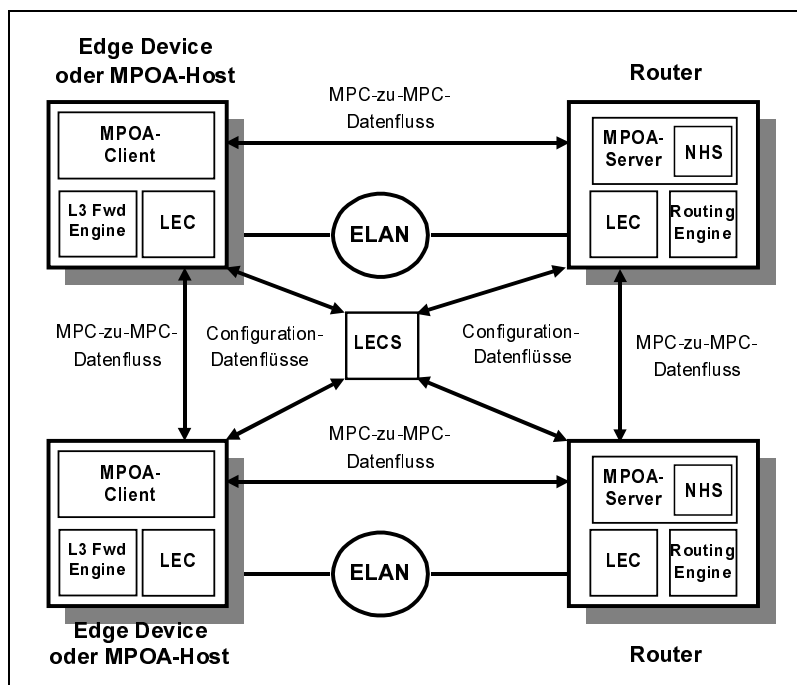 Edge Device
oder MPOA-Host
Router
MPOA-
Client
L3 Fwd
Engine
LEC
MPC-zu-MPC-
Datenfluss
MPOA-
Server
NHS
LEC
Routing
Engine
ELAN
MPC-zu-MPC-
Datenfluss
Configuration-
Datenflüsse
LECS
Configuration-
Datenflüsse
MPC-zu-MPC-
Datenfluss
MPC-zu-MPC-
Datenfluss
MPOA-
Client
L3 Fwd
Engine
LEC
MPOA-
Server
NHS
LEC
Routing
Engine
ELAN
Edge Device
oder MPOA-Host
Router